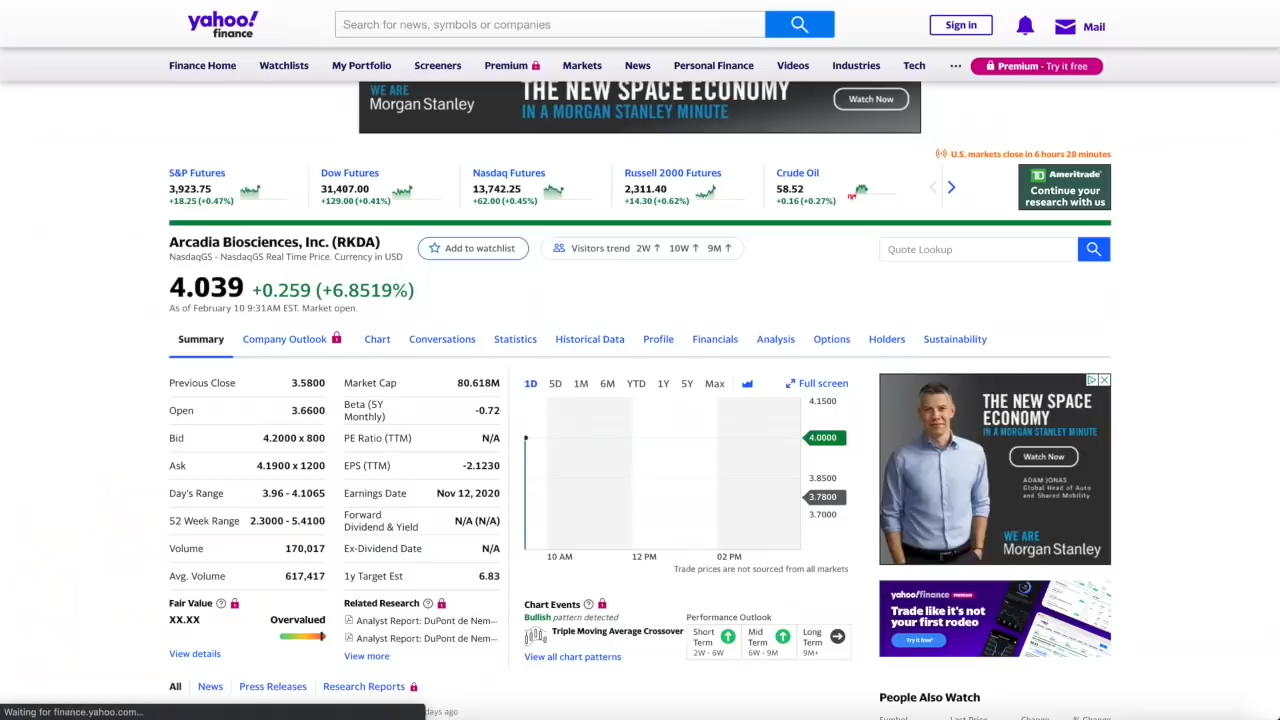 yahoo!
finance
Search for news, symbols or companies
Sign in
Mail
Finance Home Watchlists My Portfolio Screeners Premium Markets News Personal Finance Videos Industries Tech ... Premium - Try it free
WE ARE
Morgan Stanley
THE NEW SPACE ECONOMY
IN A MORGAN STANLEY MINUTE
Watch Now
U.S. markets close in 6 hours 28 minutes
S&P Futures
3,923.75
+18.25 (+0.47%)
Dow Futures
31,407.00
+129.00 (+0.41%)
Nasdaq Futures
13,742.25
+62.00 (+0.45%)
Russell 2000 Futures
2,311.40
+14.30 (+0.62%)
Crude Oil
58.52
+0.16 (+0.27%)
TD Ameritrade
Continue your
research with us
Arcadia Biosciences, Inc. (RKDA)
NasdaqGS - NasdaqGS Real Time Price. Currency in USD
Add to watchlist
Visitors trend 2W ↑ 10W ↑ 9M ↑
Quote Lookup
4.039 +0.259 (+6.8519%)
As of February 10 9:31AM EST. Market open.
Summary Company Outlook Chart Conversations Statistics Historical Data Profile Financials Analysis Options Holders Sustainability
Previous Close 3.5800
Open 3.6600
Bid 4.2000 x 800
Ask 4.1900 x 1200
Day's Range 3.96 - 4.1065
52 Week Range 2.3000 - 5.4100
Volume 170,017
Avg. Volume 617,417
Market Cap 80.618M
Beta (5Y
Monthly) -0.72
PE Ratio (TTM) N/A
EPS (TTM) -2.1230
Earnings Date Nov 12, 2020
Forward
Dividend & Yield N/A (N/A)
Ex-Dividend Date N/A
1y Target Est 6.83
Fair Value
XX.XX Overvalued
View details
Related Research
Analyst Report: DuPont de Nem...
Analyst Report: DuPont de Nem...
View more
1D 5D 1M 6M YTD 1Y 5Y Max Full screen
4.1500
4.0000
3.8500
3.7800
3.7000
10 AM 12 PM 02 PM
Trade prices are not sourced from all markets
Chart Events
Bullish pattern detected
Triple Moving Average Crossover
View all chart patterns
Performance Outlook
Short
Term
2W - 6W
Mid
Term
6W - 9M
Long
Term
9M+
THE NEW SPACE
ECONOMY
IN A MORGAN STANLEY MINUTE
Watch Now
ADAM JONAS
Global Head of Auto
and Shared Mobility
WE ARE
Morgan Stanley
yahoo!finance PREMIUM
Trade like it's not
your first rodeo
Try it free*
All News Press Releases Research Reports
People Also Watch
Waiting for finance.yahoo.com...
days ago
Symbol Last Price Change % Change